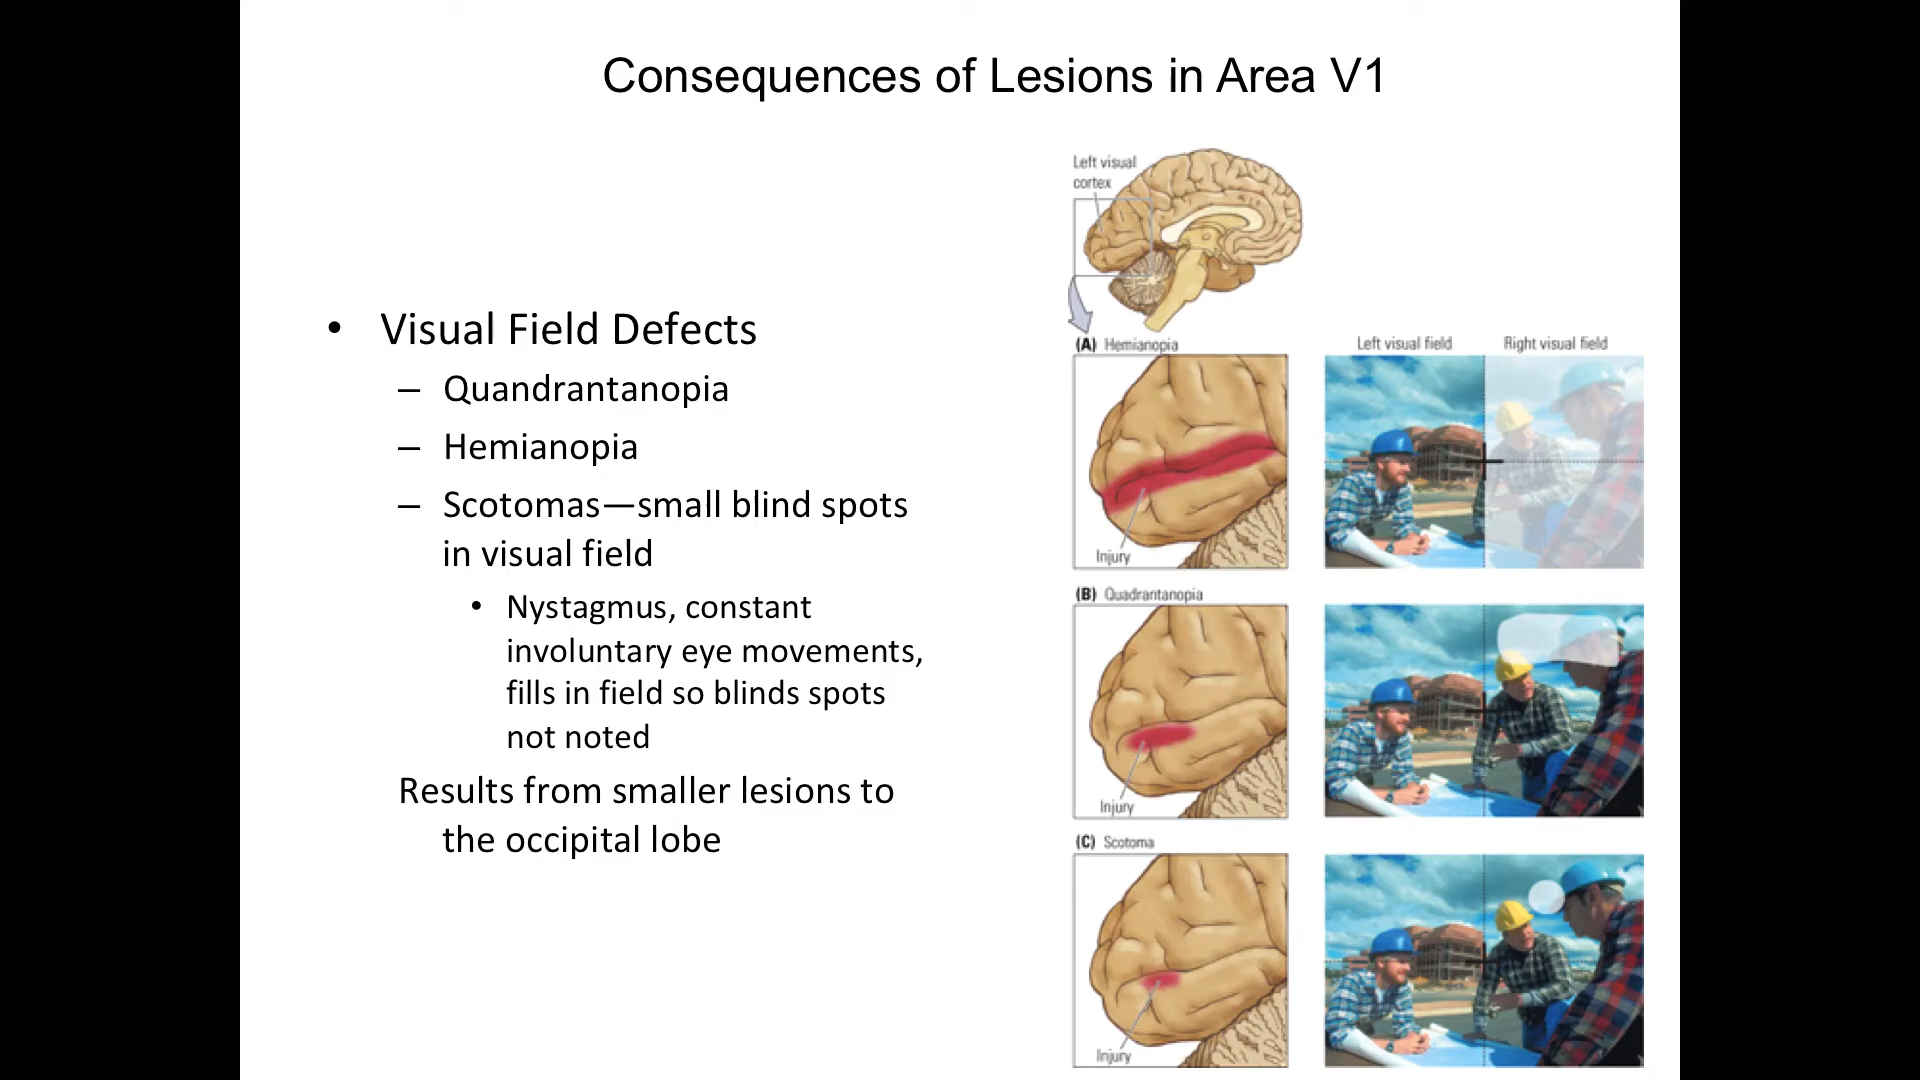 Consequences of Lesions in Area V1
• Visual Field Defects
– Quandrantanopia
– Hemianopia
– Scotomas—small blind spots
in visual field
• Nystagmus, constant
involuntary eye movements,
fills in field so blinds spots
not noted
Results from smaller lesions to
the occipital lobe
Left visual
cortex
(A) Hemianopia
Left visual field
Right visual field
Injury
(B) Quadrantanopia
Injury
(C) Scotoma
Injury